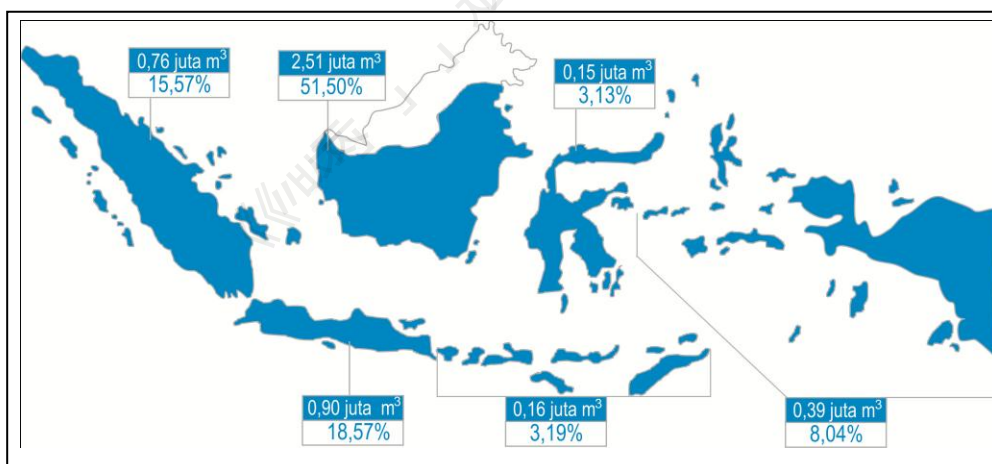 0,76 juta m³
15,57%
2,51 juta m³
51,50%
0,15 juta m³
3,13%
0,90 juta m³
18,57%
0,16 juta m³
3,19%
0,39 juta m³
8,04%